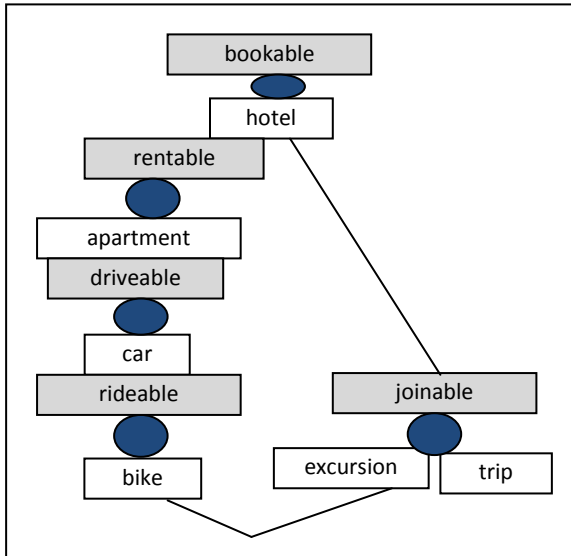 bookable
hotel
rentable
apartment
driveable
car
rideable
bike
joinable
excursion
trip